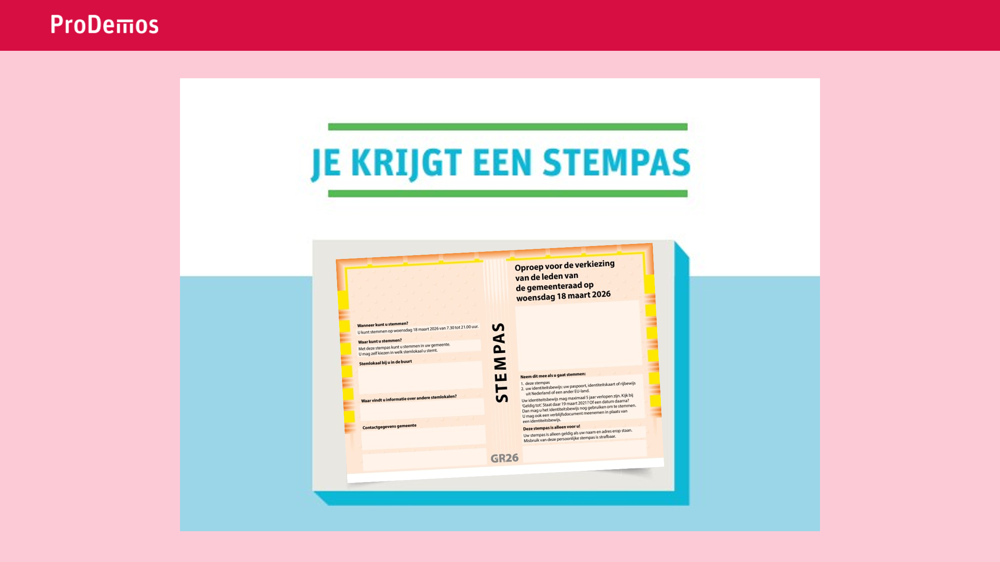 ProDemos
JE KRIJGT EEN STEMPAS
Wanneer kunt u stemmen?
U kunt stemmen op woensdag 18 maart 2026 van 7.30 tot 21.00 uur.
Waar kunt u stemmen?
Met deze stempas kunt u stemmen in uw gemeente.
U mag zelf kiezen in welk stemlokaal u stemt.
Stemlokaal bij u in de buurt
Waar vindt u informatie over andere stemlokalen?
Contactgegevens gemeente
STEMPAS
GR26
Oproep voor de verkiezing
van de leden van
de gemeenteraad op
woensdag 18 maart 2026
Neem dit mee als u gaat stemmen:
1. deze stempas
2. uw identiteitsbewijs: uw paspoort, identiteitskaart of rijbewijs
uit Nederland of een ander EU-land.
Uw identiteitsbewijs mag maximaal 5 jaar verlopen zijn. Kijk bij
'Geldig tot'. Staat daar 19 maart 2021? Of een datum daarna?
Dan mag u het identiteitsbewijs nog gebruiken om te stemmen.
U mag ook een verblijfsdocument meenemen in plaats van
een identiteitsbewijs.
Deze stempas is alleen voor u!
Uw stempas is alleen geldig als uw naam en adres erop staan.
Misbruik van deze persoonlijke stempas is strafbaar.